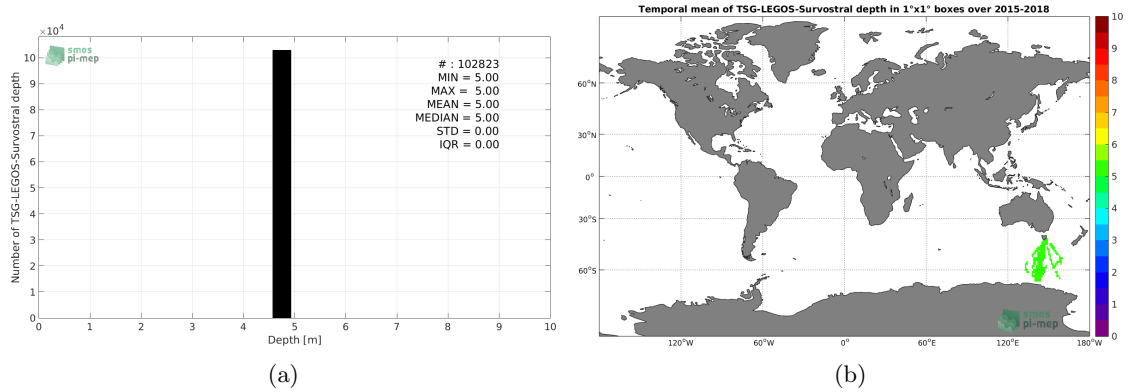 ×10⁴
smos
pi-mep
# : 102823
MIN = 5.00
MAX = 5.00
MEAN = 5.00
MEDIAN = 5.00
STD = 0.00
IQR = 0.00
Number of TSG-LEGOS-Survostral depth
10
9
8
7
6
5
4
3
2
1
0
0 1 2 3 4 5 6 7 8 9 10
Depth [m]
(a)
Temporal mean of TSG-LEGOS-Survostral depth in 1°x1° boxes over 2015-2018
60°N
30°N
0°
30°S
60°S
120°W 60°W 0°E 60°E 120°E 180°W
smos
pi-mep
10
9
8
7
6
5
4
3
2
1
0
(b)